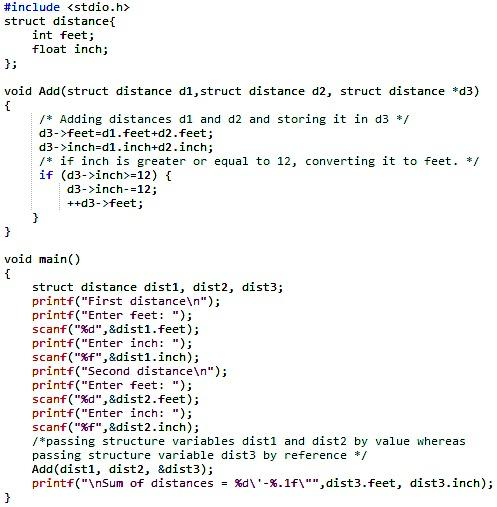 #include <stdio.h>
struct distance{
    int feet;
    float inch;
};

void Add(struct distance d1,struct distance d2, struct distance *d3)
{
     /* Adding distances d1 and d2 and storing it in d3 */
     d3->feet=d1.feet+d2.feet;
     d3->inch=d1.inch+d2.inch;
     /* if inch is greater or equal to 12, converting it to feet. */
     if (d3->inch>=12) {
         d3->inch-=12;
         ++d3->feet;
    }
}

void main()
{
    struct distance dist1, dist2, dist3;
    printf("First distance\n");
    printf("Enter feet: ");
    scanf("%d",&dist1.feet);
    printf("Enter inch: ");
    scanf("%f",&dist1.inch);
    printf("Second distance\n");
    printf("Enter feet: ");
    scanf("%d",&dist2.feet);
    printf("Enter inch: ");
    scanf("%f",&dist2.inch);
    /*passing structure variables dist1 and dist2 by value whereas
    passing structure variable dist3 by reference */
    Add(dist1, dist2, &dist3);
    printf("\nSum of distances = %d\'-%.1f\"",dist3.feet, dist3.inch);
}